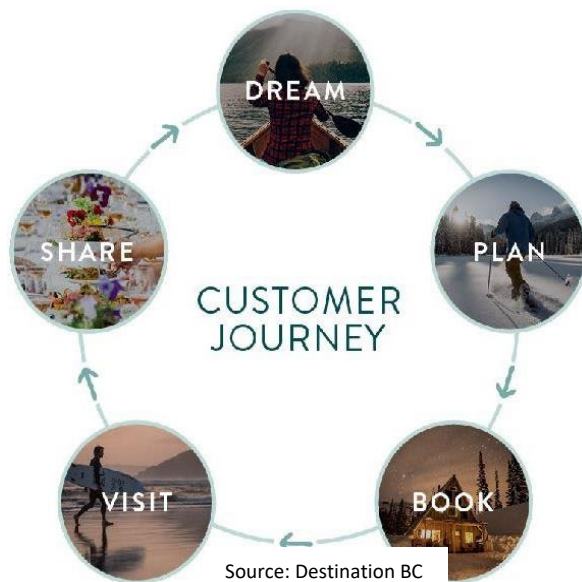 DREAM
PLAN
BOOK
VISIT
SHARE
CUSTOMER
JOURNEY
Source: Destination BC